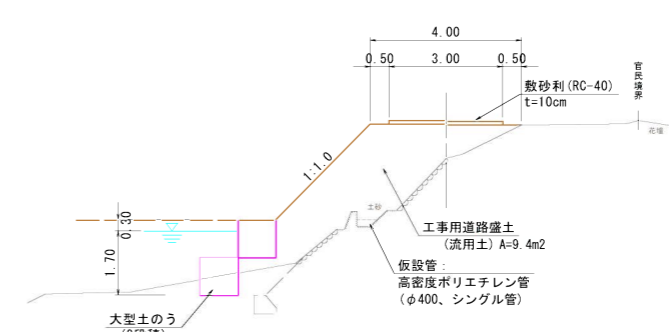 4.00
0.50
3.00
0.50
官民境界
敷砂利(RC-40)
t=10cm
花壇
1:1.0
土砂
0.30
1.70
工事用道路盛土
(流用土) A=9.4m2
仮設管：
高密度ポリエチレン管
(φ400、シングル管)
大型土のう